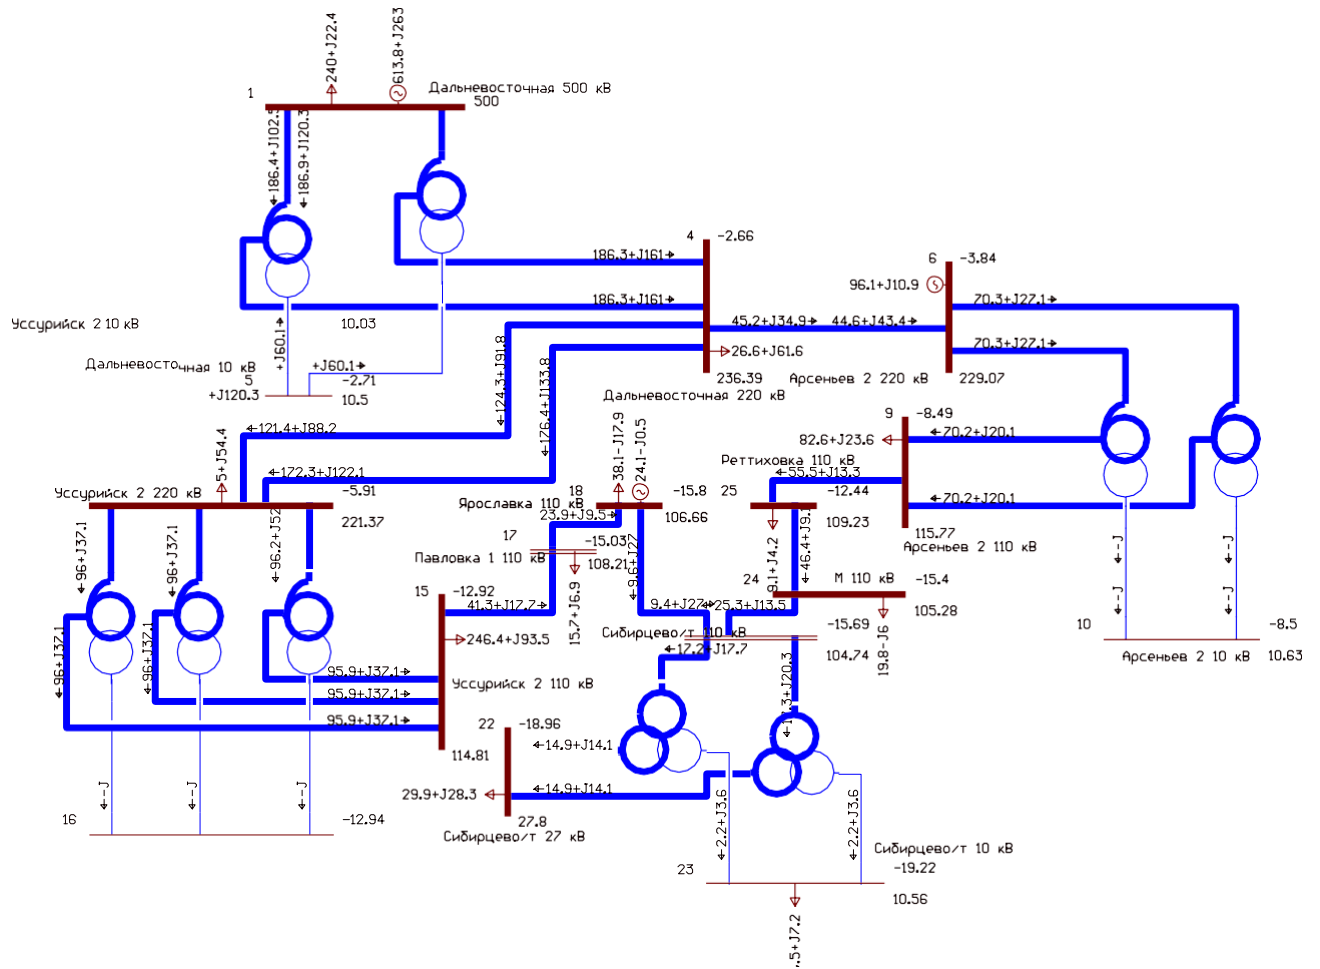 240+J22.4
613.8+J263
1
Дальневосточная 500 кВ
500
←186.4+J102.5
←186.9+J120.3
4
-2.66
186.3+J161→
186.3+J161→
6
-3.84
96.1+J10.9
70.3+J27.1→
70.3+J27.1→
45.2+J34.9→
44.6+J43.4→
26.6+J61.6
236.39
Арсеньев 2 220 кВ
229.07
Дальневосточная 220 кВ
Уссурийск 2 10 кВ
10.03
+J60.1→
+J60.1→
Дальневосточная 10 кВ
5
-2.71
+J120.3
10.5
←124.3+J91.8
←176.4+J133.8
←121.4+J88.2
←172.3+J122.1
5+J54.4
Уссурийск 2 220 кВ
-5.91
221.37
←96+J37.1
←96+J37.1
←96.2+J52
←96+J37.1
←96+J37.1
95.9+J37.1→
95.9+J37.1→
95.9+J37.1→
←-J
←-J
←-J
16
-12.94
9
-8.49
82.6+J23.6
←70.2+J20.1
←70.2+J20.1
115.77
Арсеньев 2 110 кВ
Реттиховка 110 кВ
←55.5+J13.3
25
-12.44
109.23
9.1+J4.2
←46.4+J9.1
38.1-J17.9
24.1-J0.5
18
-15.8
Ярославка 110 кВ
106.66
23.9+J9.5→
17
-15.03
Павловка 1 110 кВ
108.21
15.7+J6.9
←9.6+J27
15
-12.92
41.3+J17.7→
246.4+J93.5
Уссурийск 2 110 кВ
114.81
24
М 110 кВ
-15.4
105.28
19.8-J6
9.4+J27→
←25.3+J13.5
Сибирцево/т 110 кВ
-15.69
104.74
←17.2+J17.7
←17.3+J20.3
10
-8.5
Арсеньев 2 10 кВ
10.63
←-J
←-J
←-J
←-J
22
-18.96
←14.9+J14.1
←14.9+J14.1
29.9+J28.3
27.8
Сибирцево/т 27 кВ
←2.2+J3.6
←2.2+J3.6
Сибирцево/т 10 кВ
23
-19.22
10.56
.5+J7.2